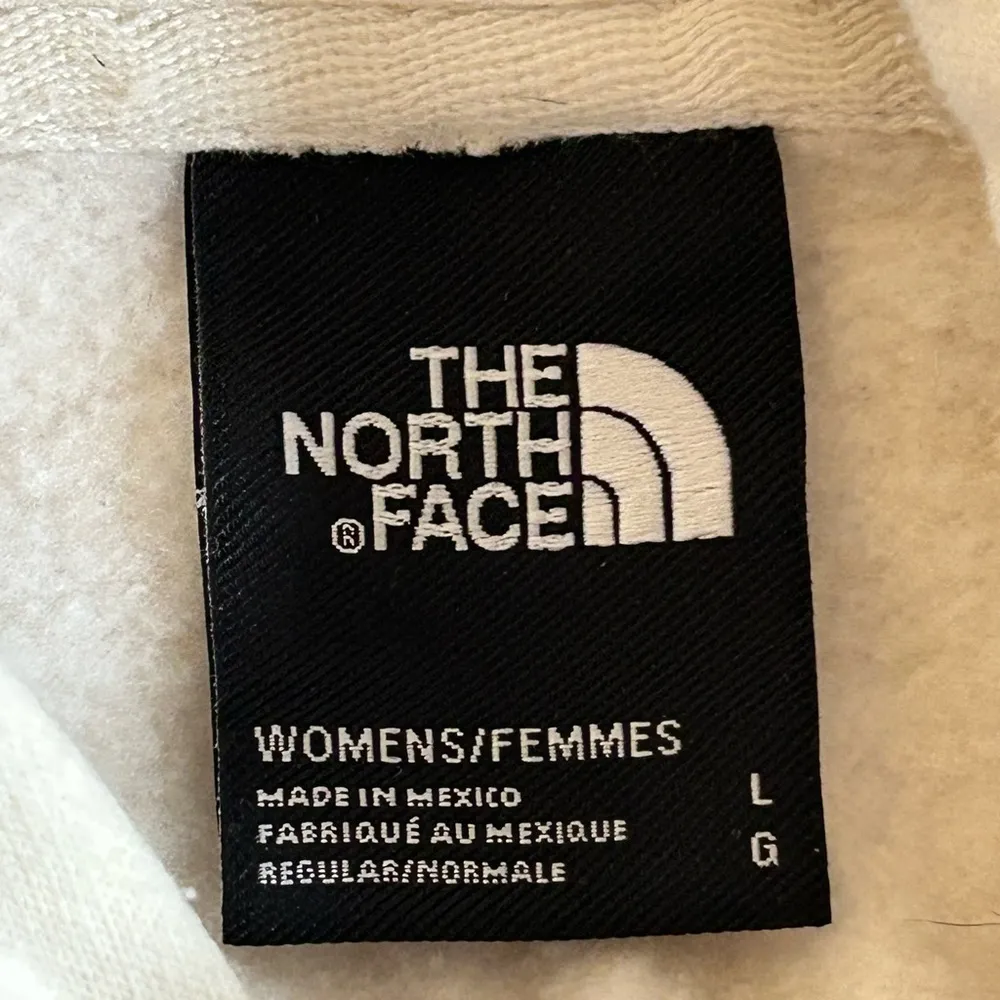 THE
NORTH
® FACE
WOMENS/FEMMES
MADE IN MEXICO L
FABRIQUÉ AU MEXIQUE G
REGULAR/NORMALE